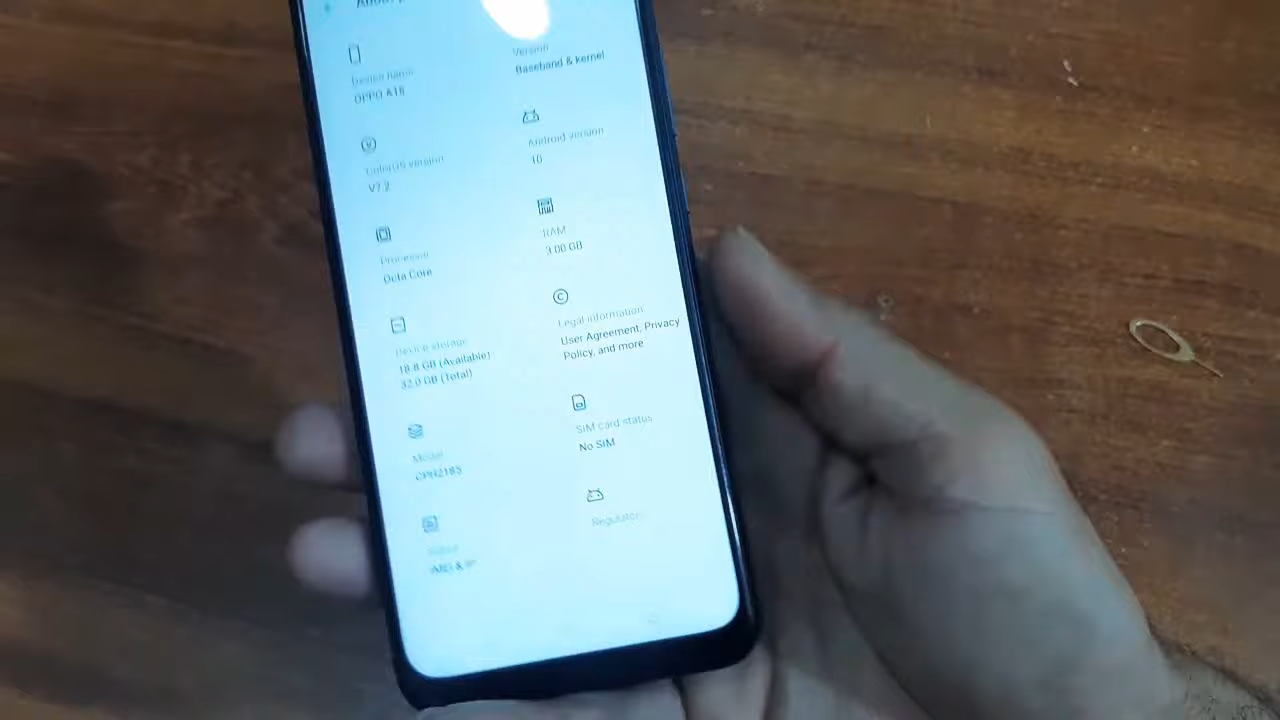 Device name
OPPO A15
Version
Baseband & kernel
ColorOS version
V7.2
Android version
10
Processor
Octa Core
RAM
3.00 GB
Device storage
18.8 GB (Available)
32.0 GB (Total)
Legal information
User Agreement, Privacy
Policy, and more
Model
CPH2185
SIM card status
No SIM
Status
Regulatory